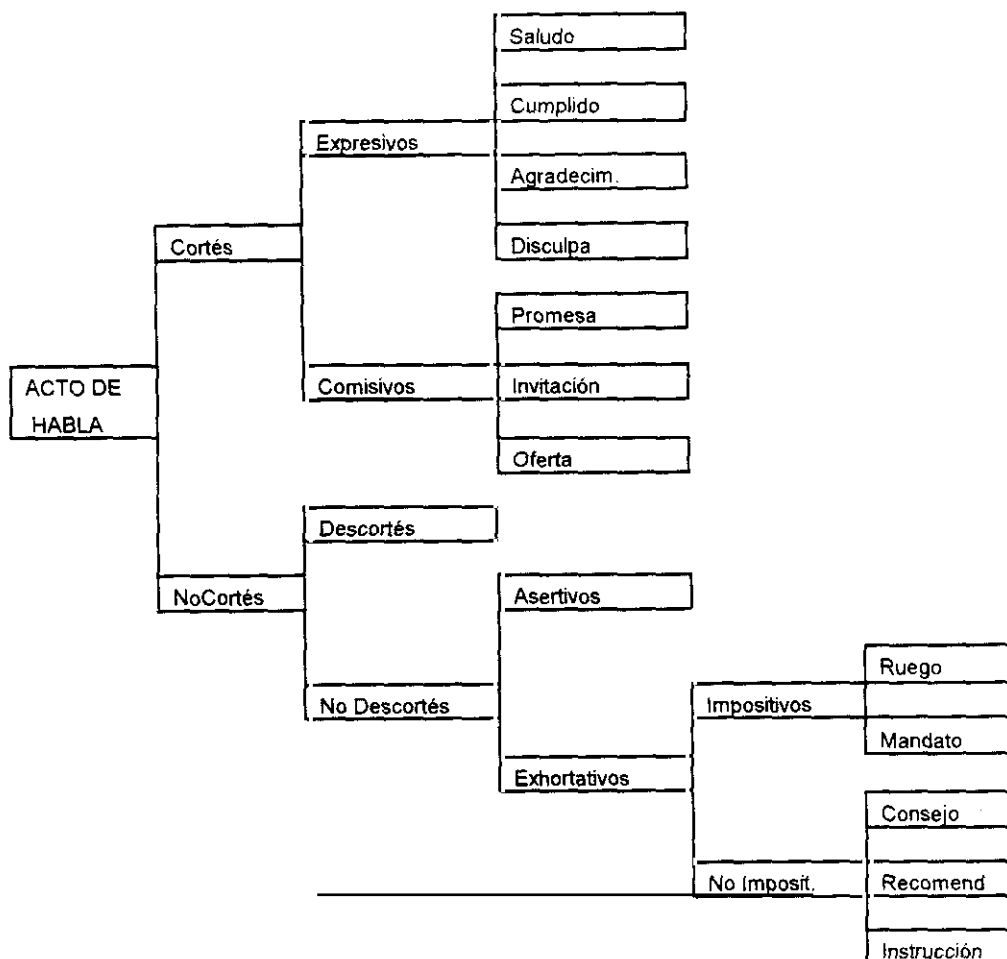 Saludo
Cumplido
Expresivos
Agradecim.
Cortés
Disculpa
Promesa
ACTO DE
HABLA
Comisivos
Invitación
Oferta
Descortés
NoCortés
Asertivos
Ruego
No Descortés
Impositivos
Mandato
Exhortativos
Consejo
No Imposit.
Recomend
Instrucción